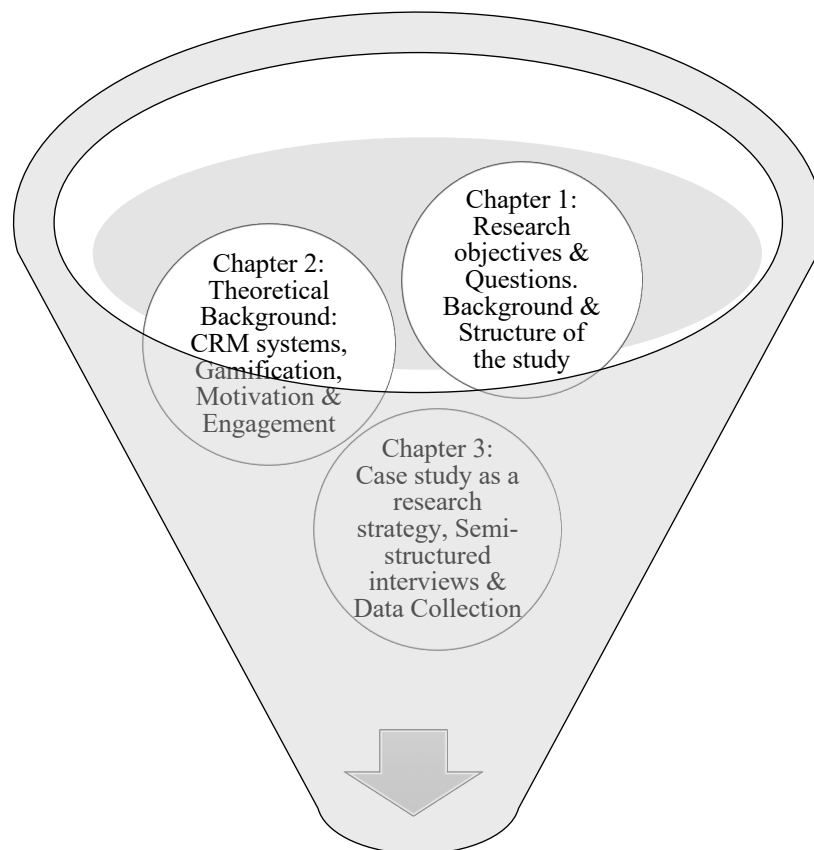 Chapter 1:
Research
objectives &
Questions.
Background &
Structure of
the study
Chapter 2:
Theoretical
Background:
CRM systems,
Gamification,
Motivation &
Engagement
Chapter 3:
Case study as a
research
strategy, Semi-
structured
interviews &
Data Collection